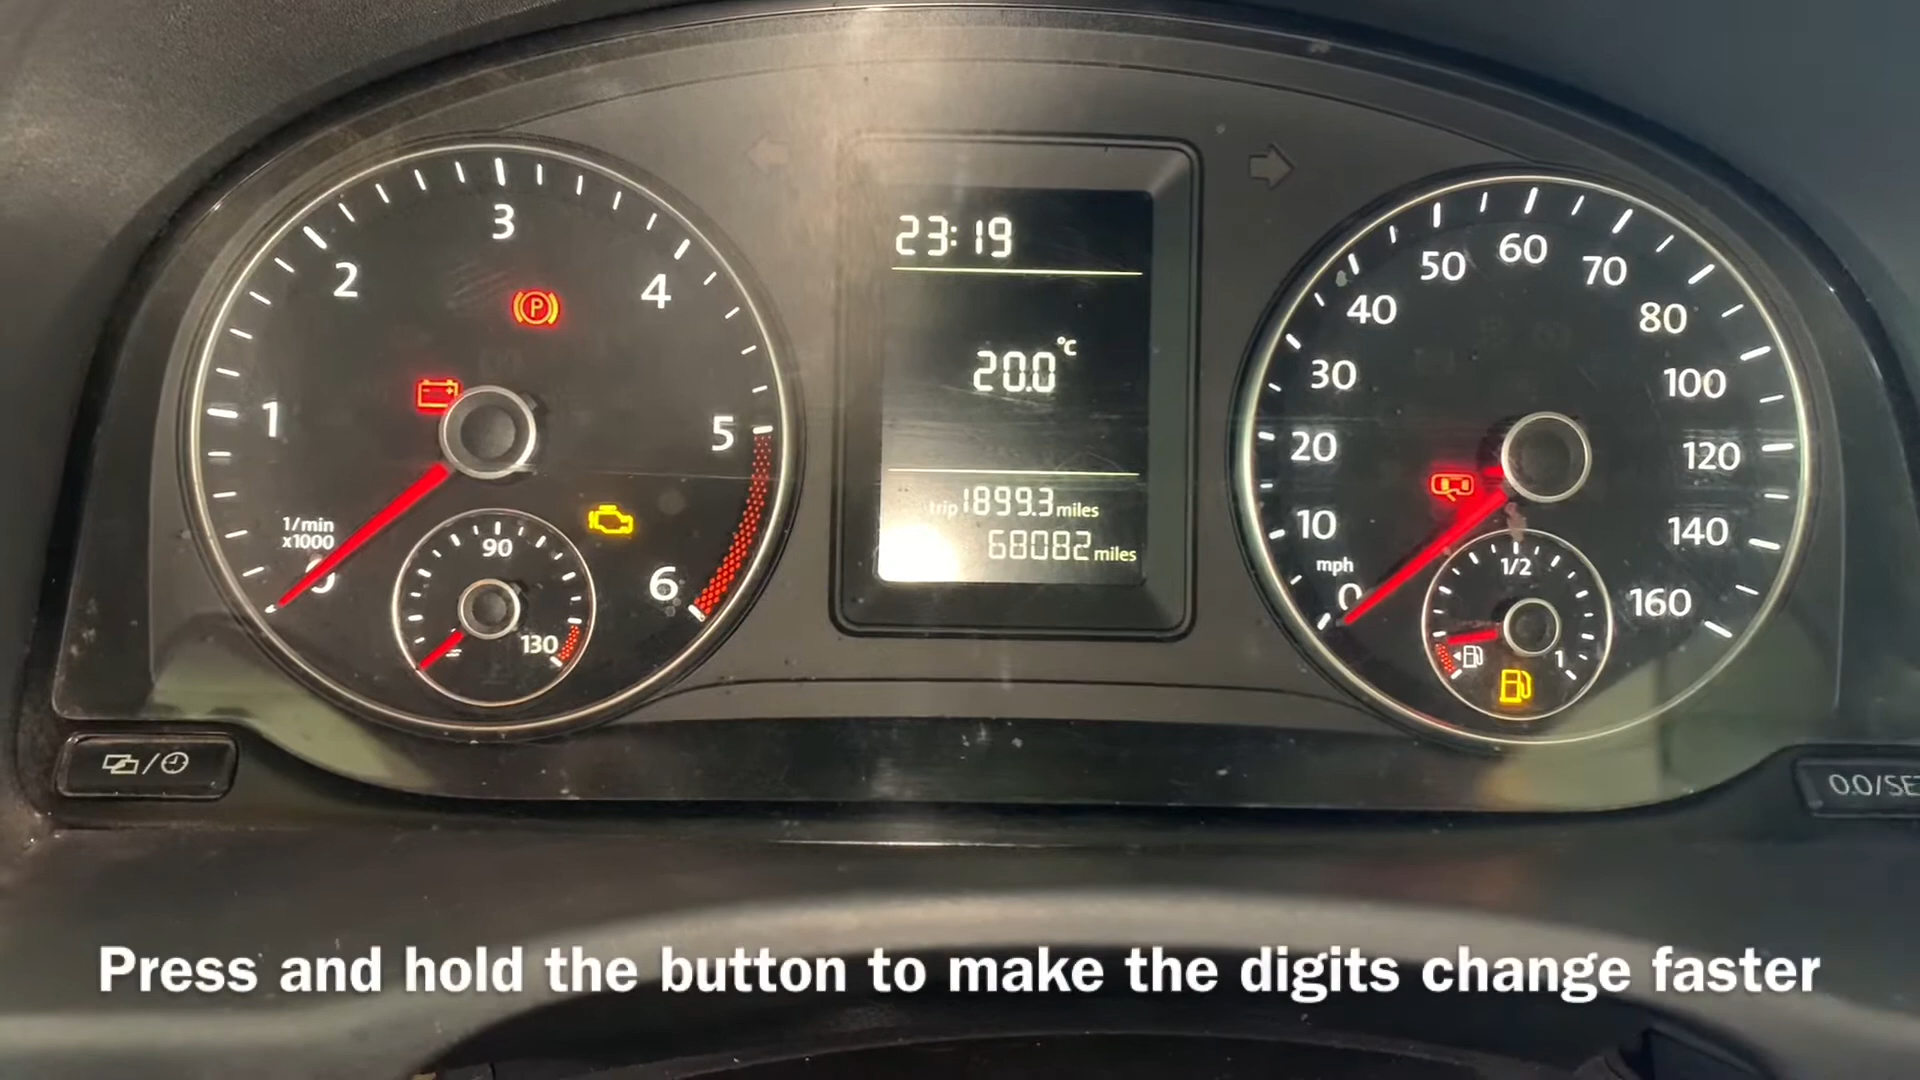 1/min
x1000
0
1
2
3
4
5
6
P
90
130
23:19
20.0°C
trip 1899.3 miles
68082 miles
mph
0
10
20
30
40
50
60
70
80
100
120
140
160
1/2
1
0.0/SE
Press and hold the button to make the digits change faster